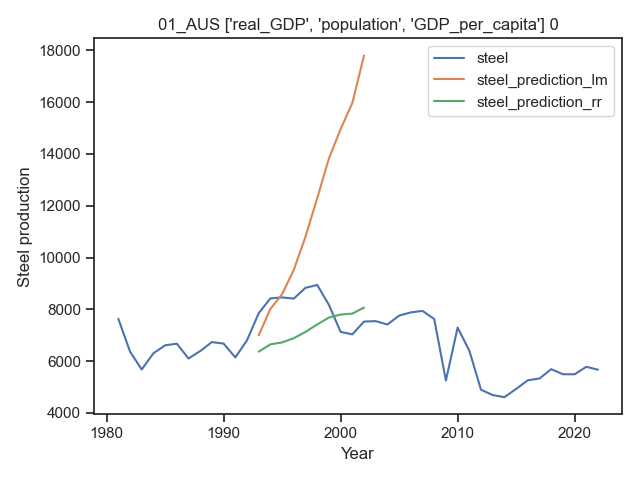 01_AUS ['real_GDP', 'population', 'GDP_per_capita'] 0
18000
16000
14000
12000
10000
8000
6000
4000
Steel production
steel
steel_prediction_lm
steel_prediction_rr
1980
1990
2000
2010
2020
Year